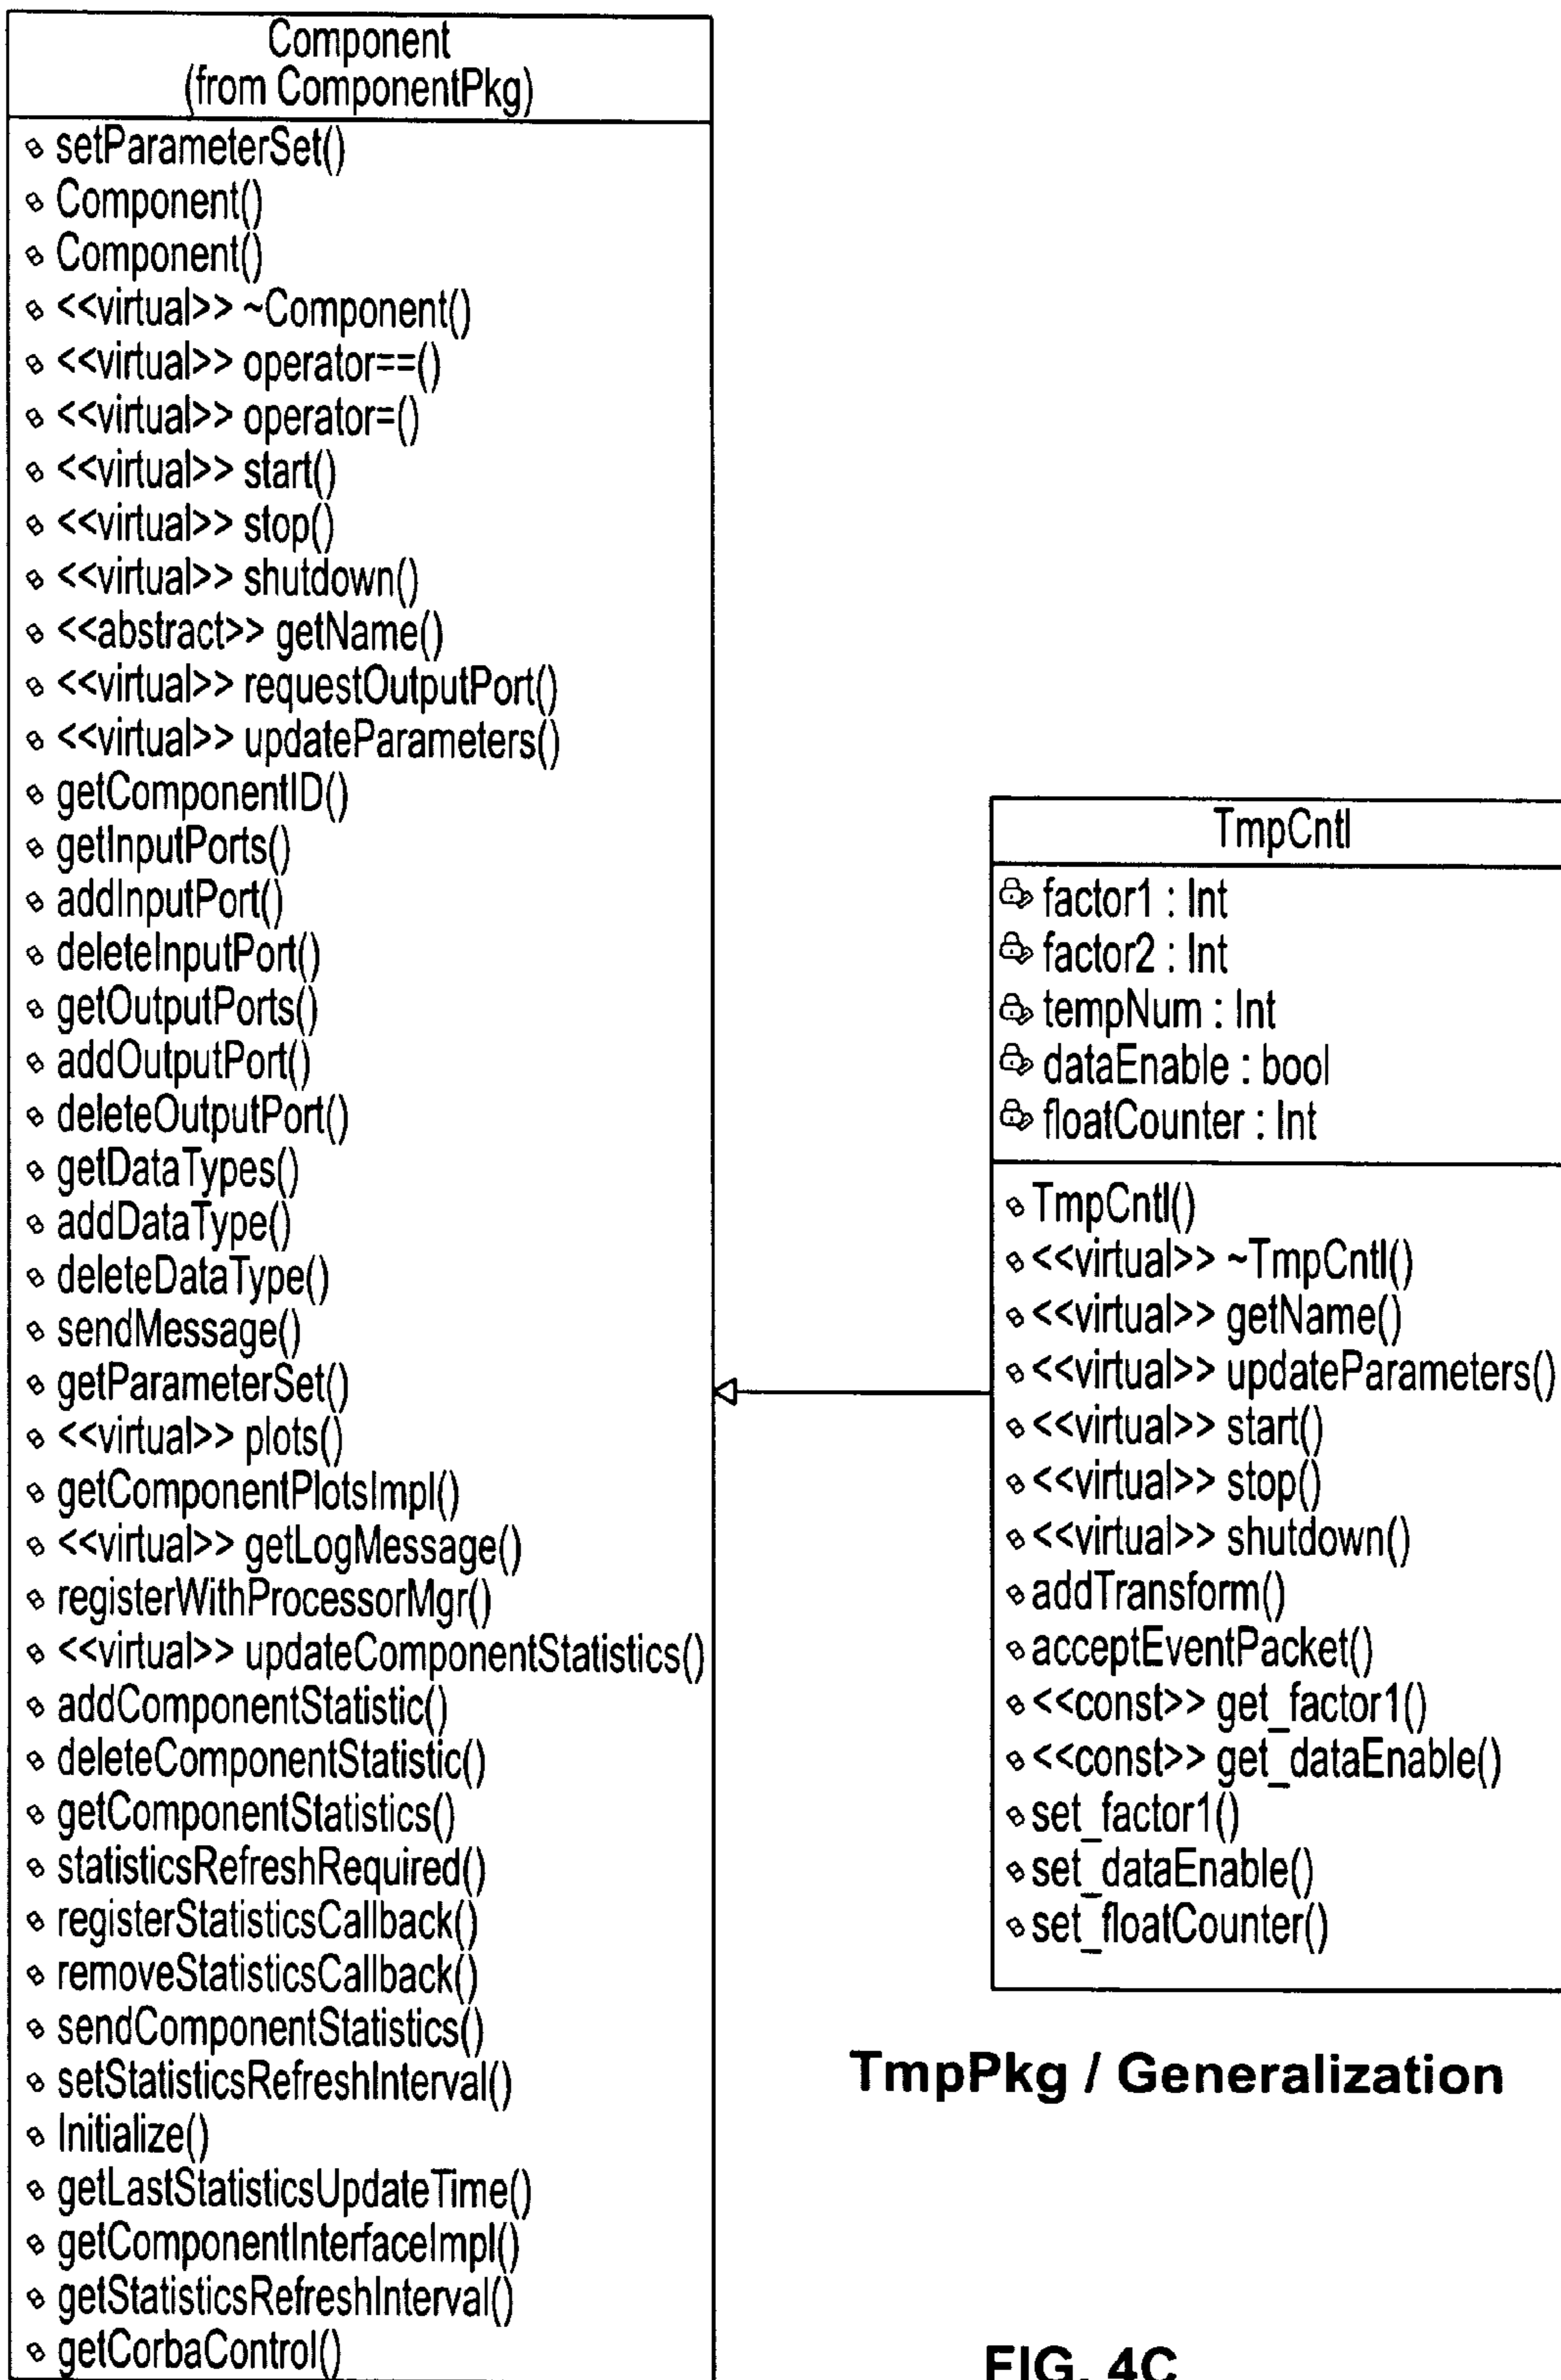 Component
(from ComponentPkg)
setParameterSet()
Component()
Component()
<<virtual>> ~Component()
<<virtual>> operator==()
<<virtual>> operator=()
<<virtual>> start()
<<virtual>> stop()
<<virtual>> shutdown()
<<abstract>> getName()
<<virtual>> requestOutputPort()
<<virtual>> updateParameters()
getComponentID()
getInputPorts()
addInputPort()
deleteInputPort()
getOutputPorts()
addOutputPort()
deleteOutputPort()
getDataTypes()
addDataType()
deleteDataType()
sendMessage()
getParameterSet()
<<virtual>> plots()
getComponentPlotsImpl()
<<virtual>> getLogMessage()
registerWithProcessorMgr()
<<virtual>> updateComponentStatistics()
addComponentStatistic()
deleteComponentStatistic()
getComponentStatistics()
statisticsRefreshRequired()
registerStatisticsCallback()
removeStatisticsCallback()
sendComponentStatistics()
setStatisticsRefreshInterval()
Initialize()
getLastStatisticsUpdateTime()
getComponentInterfaceImpl()
getStatisticsRefreshInterval()
getCorbaControl()
TmpCntl
factor1 : Int
factor2 : Int
tempNum : Int
dataEnable : bool
floatCounter : Int
TmpCntl()
<<virtual>> ~TmpCntl()
<<virtual>> getName()
<<virtual>> updateParameters()
<<virtual>> start()
<<virtual>> stop()
<<virtual>> shutdown()
addTransform()
acceptEventPacket()
<<const>> get_factor1()
<<const>> get_dataEnable()
set_factor1()
set_dataEnable()
set_floatCounter()
TmpPkg / Generalization
FIG. 4C